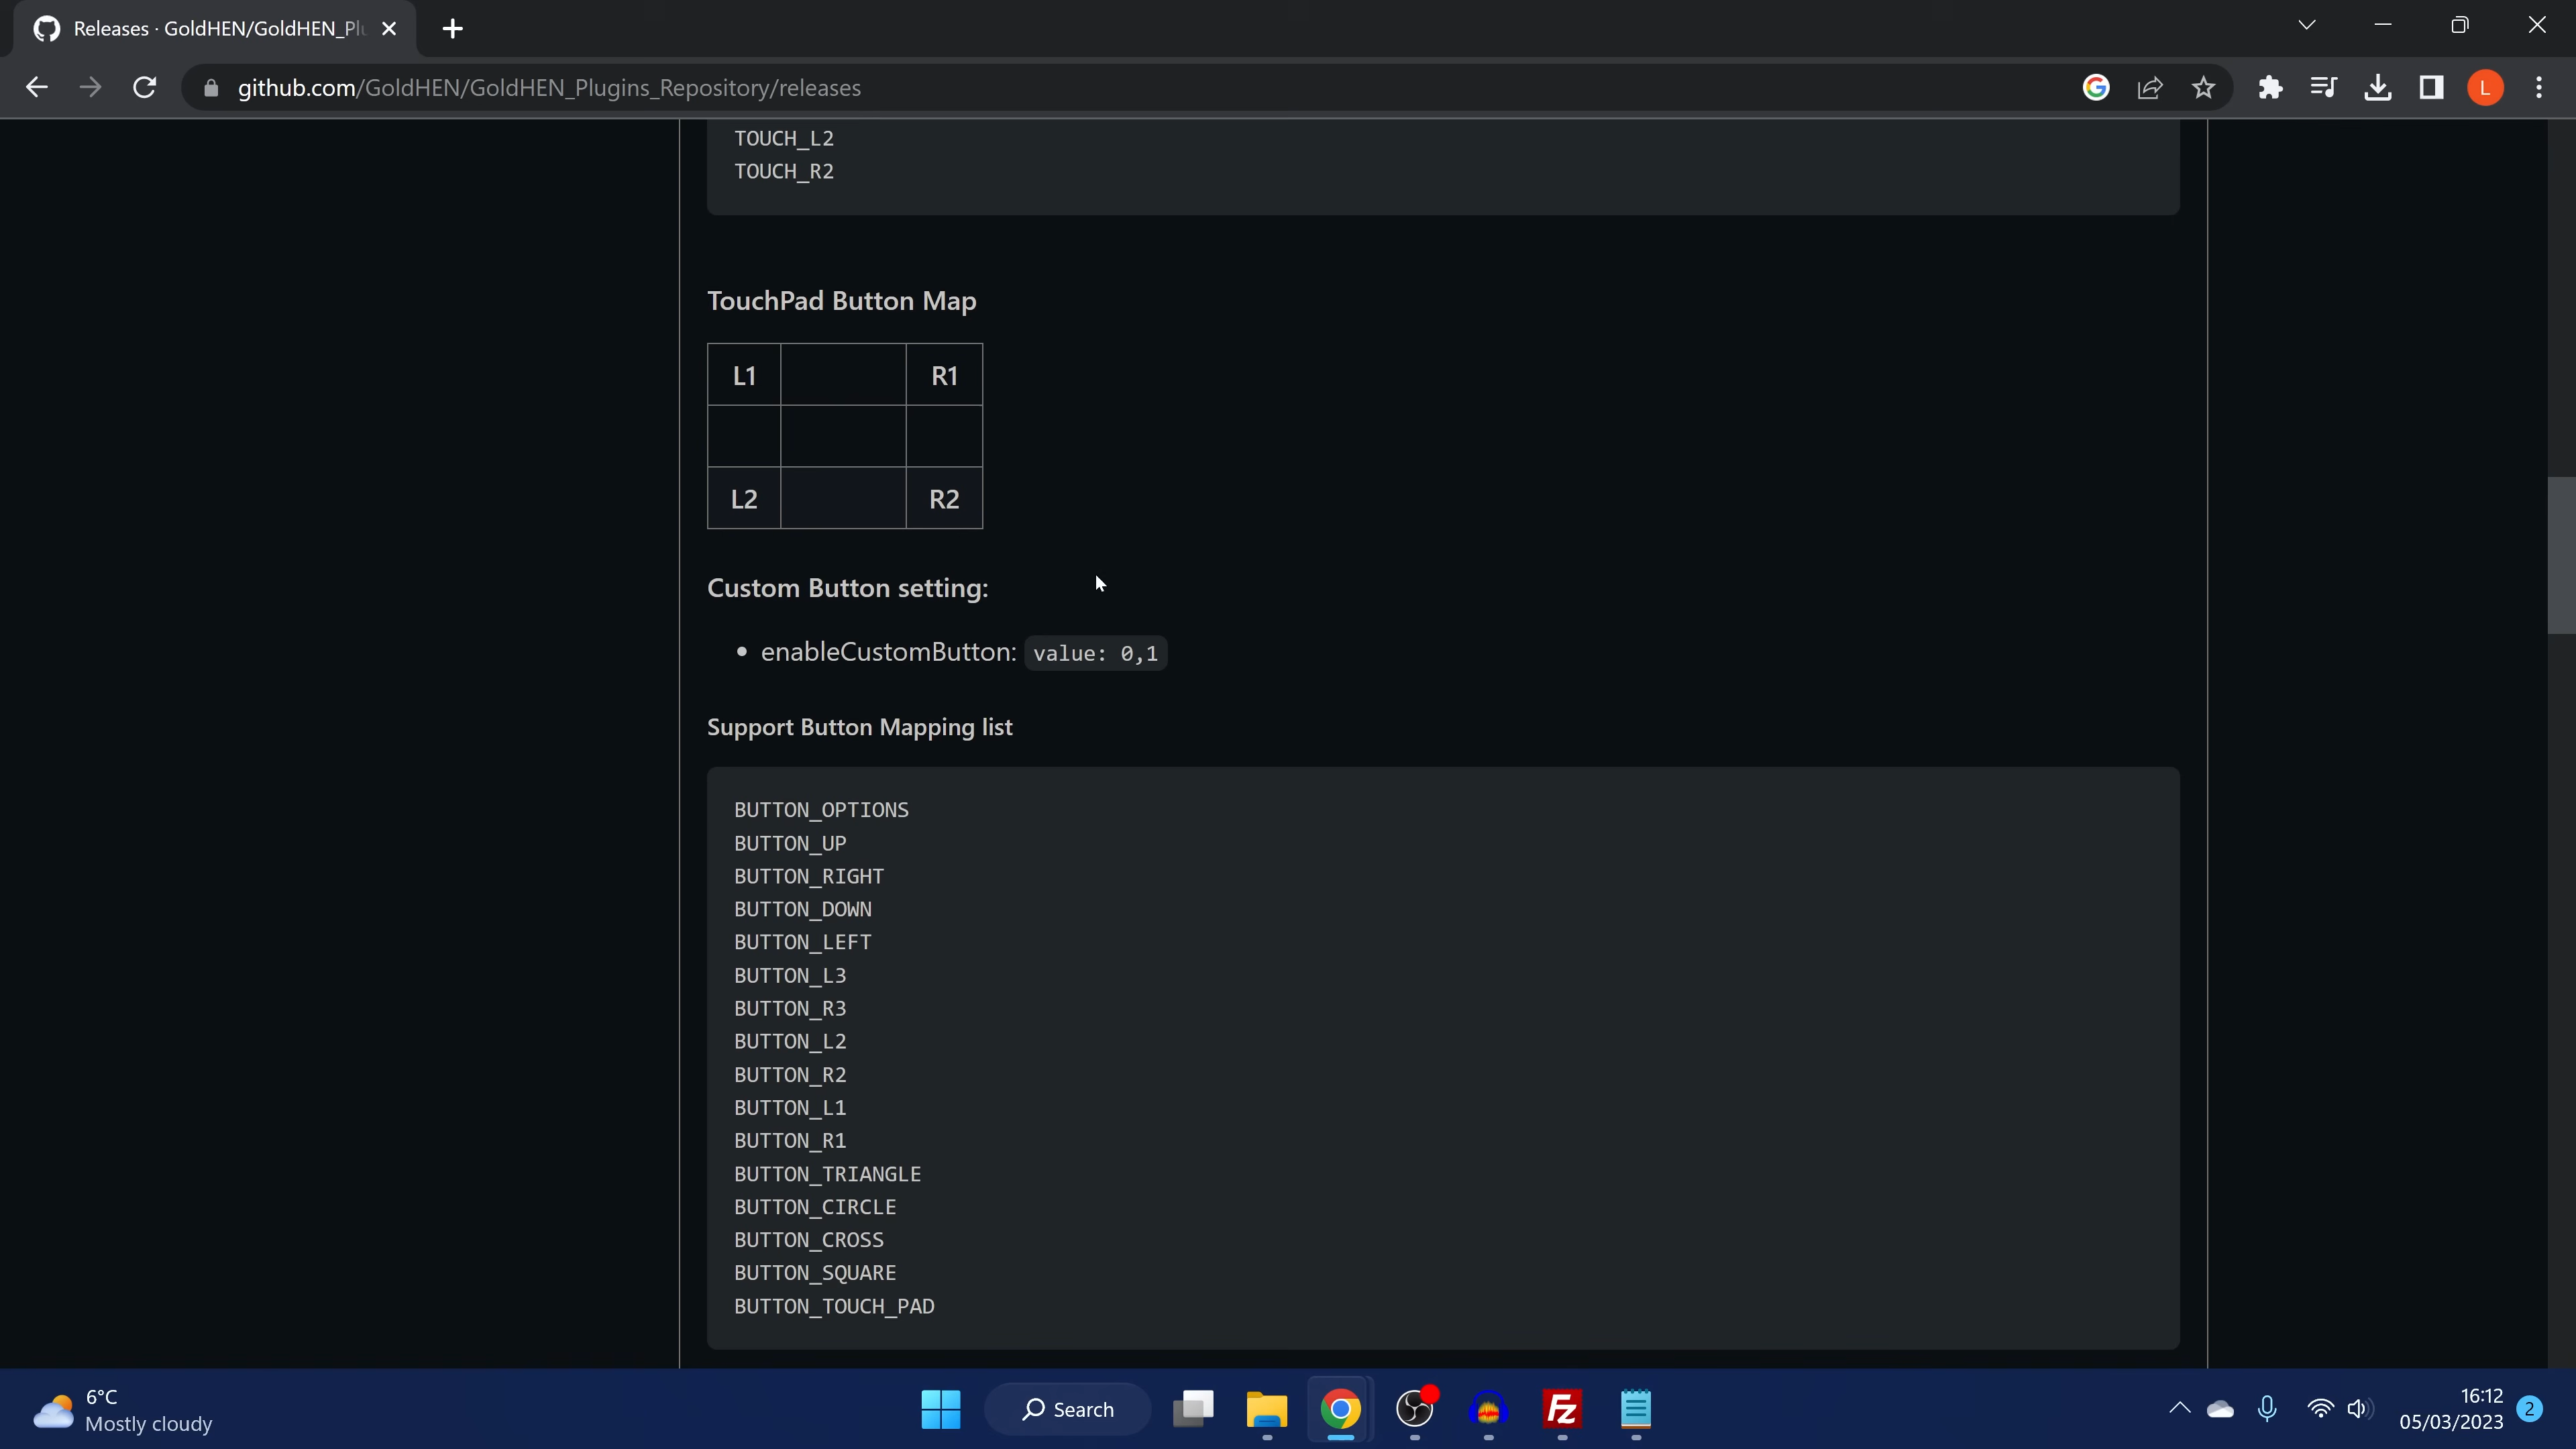 Releases · GoldHEN/GoldHEN_Plu
github.com/GoldHEN/GoldHEN_Plugins_Repository/releases
L
TOUCH_L2
TOUCH_R2
TouchPad Button Map
L1 R1
L2 R2
Custom Button setting:
• enableCustomButton: value: 0,1
Support Button Mapping list
BUTTON_OPTIONS
BUTTON_UP
BUTTON_RIGHT
BUTTON_DOWN
BUTTON_LEFT
BUTTON_L3
BUTTON_R3
BUTTON_L2
BUTTON_R2
BUTTON_L1
BUTTON_R1
BUTTON_TRIANGLE
BUTTON_CIRCLE
BUTTON_CROSS
BUTTON_SQUARE
BUTTON_TOUCH_PAD
6°C
Mostly cloudy
Search
Fz
16:12
05/03/2023
2